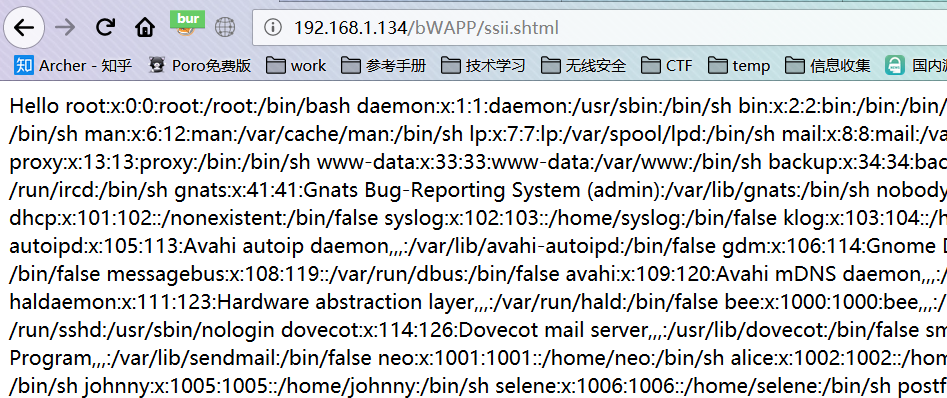 bur
192.168.1.134/bWAPP/ssii.shtml
知 Archer - 知乎 Poro免费版 work 参考手册 技术学习 无线安全 CTF temp 信息收集
Hello root:x:0:0:root:/root:/bin/bash daemon:x:1:1:daemon:/usr/sbin:/bin/sh bin:x:2:2:bin:/bin:/bin/
/bin/sh man:x:6:12:man:/var/cache/man:/bin/sh lp:x:7:7:lp:/var/spool/lpd:/bin/sh mail:x:8:8:mail:/va
proxy:x:13:13:proxy:/bin:/bin/sh www-data:x:33:33:www-data:/var/www:/bin/sh backup:x:34:34:bac
/run/ircd:/bin/sh gnats:x:41:41:Gnats Bug-Reporting System (admin):/var/lib/gnats:/bin/sh nobody
dhcp:x:101:102::/nonexistent:/bin/false syslog:x:102:103::/home/syslog:/bin/false klog:x:103:104::/h
autoipd:x:105:113:Avahi autoip daemon,,,:/var/lib/avahi-autoipd:/bin/false gdm:x:106:114:Gnome
/bin/false messagebus:x:108:119::/var/run/dbus:/bin/false avahi:x:109:120:Avahi mDNS daemon,,,:/
haldaemon:x:111:123:Hardware abstraction layer,,,:/var/run/hald:/bin/false bee:x:1000:1000:bee,,,:/
/run/sshd:/usr/sbin/nologin dovecot:x:114:126:Dovecot mail server,,,:/usr/lib/dovecot:/bin/false sm
Program,,,:/var/lib/sendmail:/bin/false neo:x:1001:1001::/home/neo:/bin/sh alice:x:1002:1002::/hom
/bin/sh johnny:x:1005:1005::/home/johnny:/bin/sh selene:x:1006:1006::/home/selene:/bin/sh postf